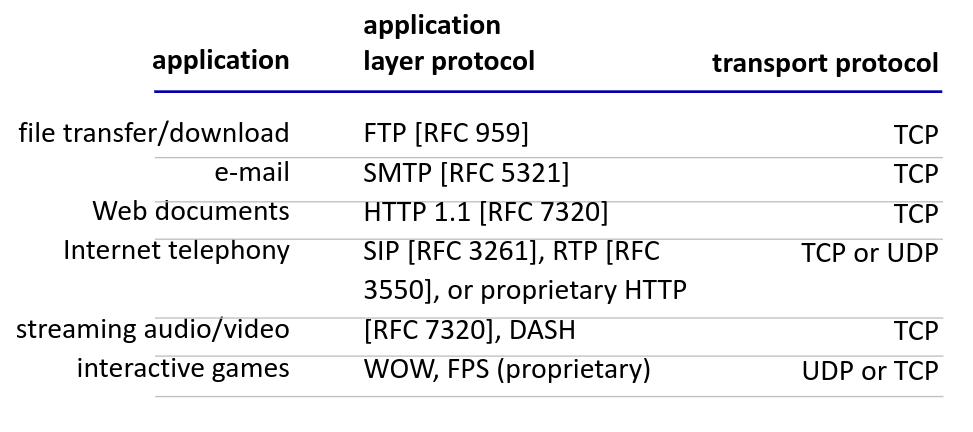 application
application layer protocol transport protocol
file transfer/download FTP [RFC 959] TCP
e-mail SMTP [RFC 5321] TCP
Web documents HTTP 1.1 [RFC 7320] TCP
Internet telephony SIP [RFC 3261], RTP [RFC TCP or UDP
3550], or proprietary HTTP
streaming audio/video [RFC 7320], DASH TCP
interactive games WOW, FPS (proprietary) UDP or TCP